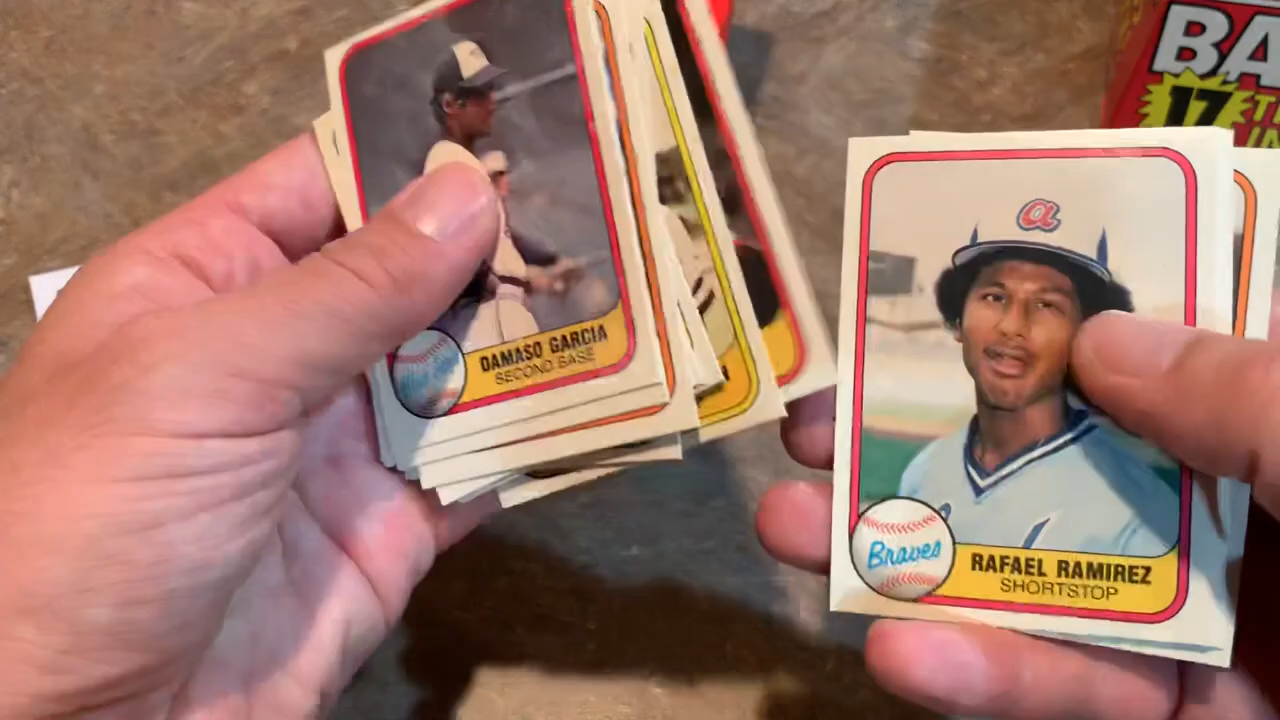 DAMASO GARCIA
SECOND BASE
BA
17
a
Braves
RAFAEL RAMIREZ
SHORTSTOP